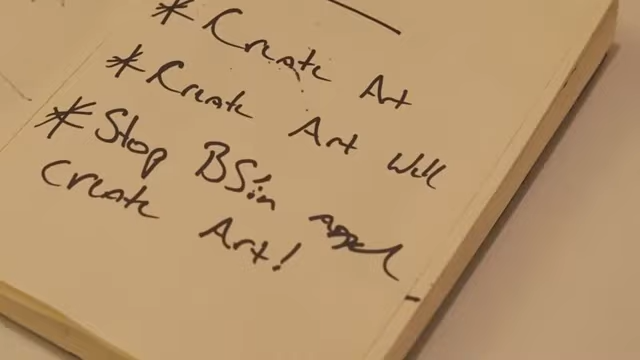 * Create Art
* Create Art Well
* Stop BS'in
Create Art!